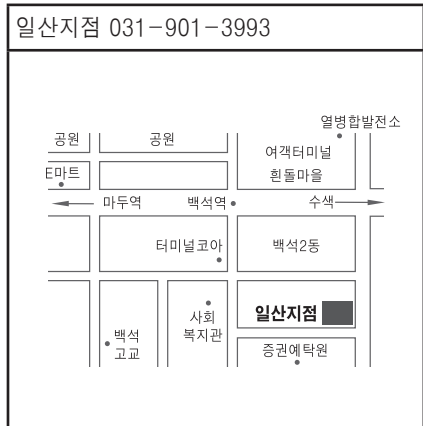 일산지점 031-901-3993
열병합발전소
공원
공원
여객터미널
흰돌마을
E마트
마두역
백석역
수색
터미널코아
백석2동
사회
복지관
일산지점
백석
고교
증권예탁원